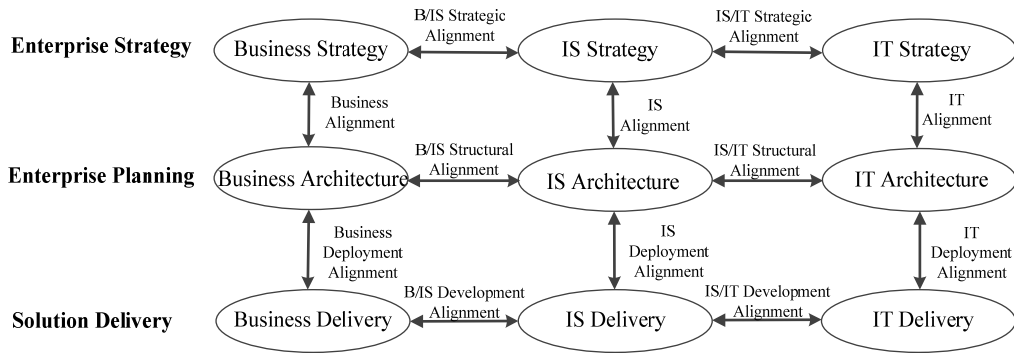 B/IS Strategic
Alignment
IS/IT Strategic
Alignment
Enterprise Strategy
Business Strategy
IS Strategy
IT Strategy
Business
Alignment
IS
Alignment
IT
Alignment
B/IS Structural
Alignment
IS/IT Structural
Alignment
Enterprise Planning
Business Architecture
IS Architecture
IT Architecture
Business
Deployment
Alignment
IS
Deployment
Alignment
IT
Deployment
Alignment
B/IS Development
Alignment
IS/IT Development
Alignment
Solution Delivery
Business Delivery
IS Delivery
IT Delivery